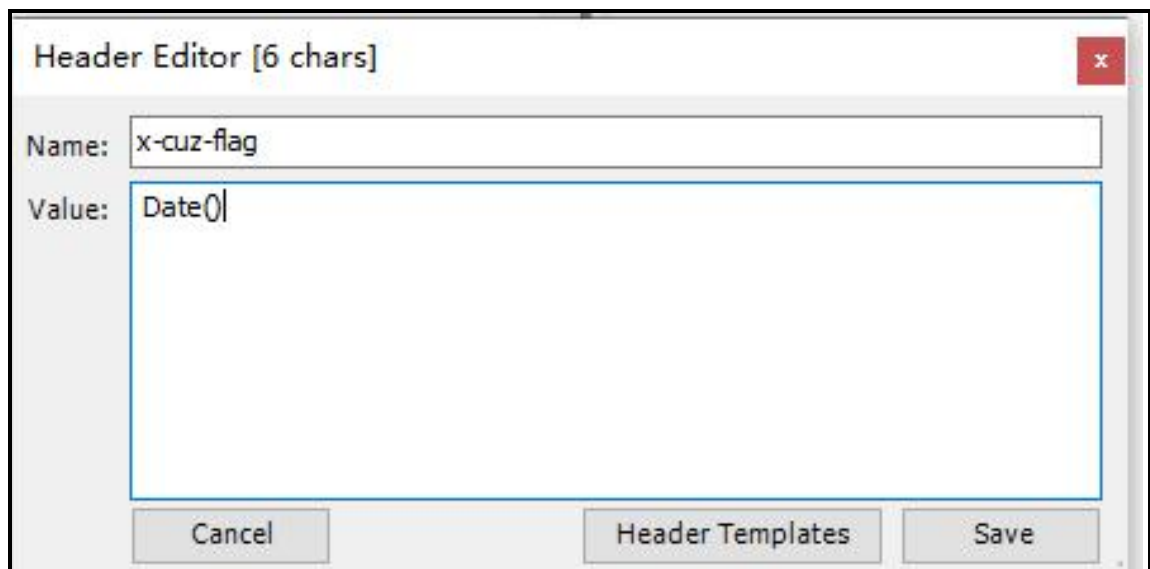 Header Editor [6 chars]
x
Name: x-cuz-flag
Value: Date()
Cancel Header Templates Save